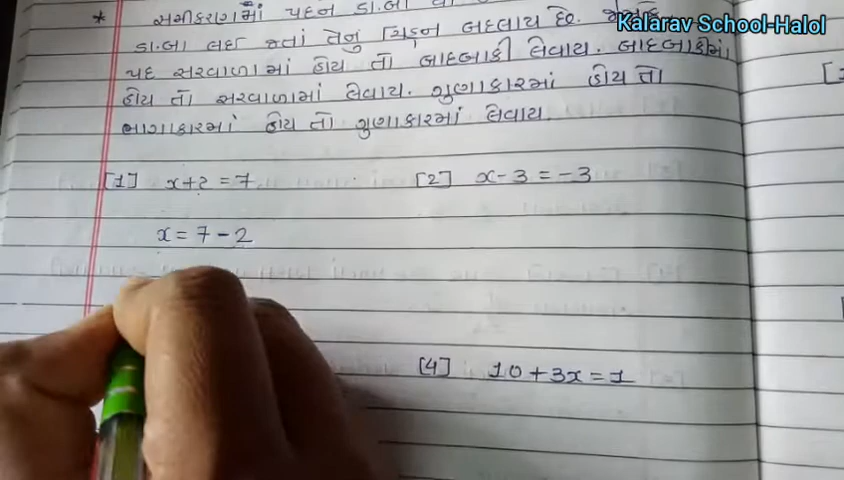 Kalarav School-Halol
* સમીકરણમાં પદન ડા.બા
ડા.બા લઇ જતાં તેનું ચિહ્ન બદલાય છે.
પદ સરવાળામાં હોય તો બાદબાકી લેવાય. બાદબાકીમાં
હોય તો સરવાળામાં લેવાય. ગુણાકારમાં હોય તો
ભાગાકારમાં હોય તો ગુણાકારમાં લેવાય.
[1] x+2 = 7 [2] x-3 = -3
x = 7 - 2
[4] 10+3x = 1